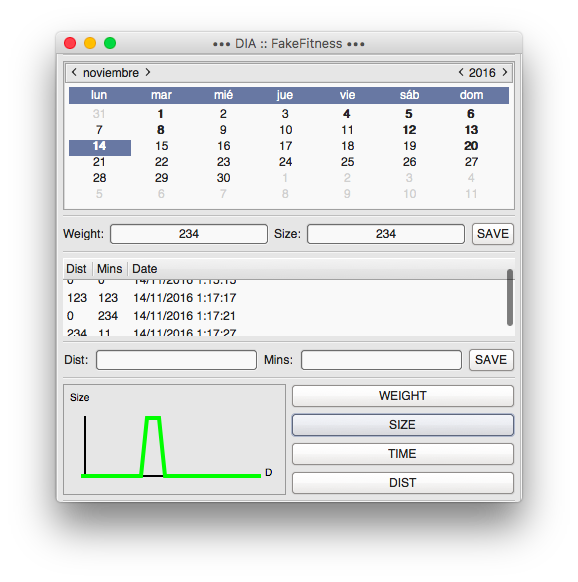 ••• DIA :: FakeFitness •••
< noviembre > < 2016 >
lun mar mié jue vie sáb dom
31 1 2 3 4 5 6
7 8 9 10 11 12 13
14 15 16 17 18 19 20
21 22 23 24 25 26 27
28 29 30 1 2 3 4
5 6 7 8 9 10 11
Weight: 234 Size: 234 SAVE
Dist Mins Date
0 0 14/11/2016 1:15:15
123 123 14/11/2016 1:17:17
0 234 14/11/2016 1:17:21
234 11 14/11/2016 1:17:27
Dist: Mins: SAVE
Size
D
WEIGHT
SIZE
TIME
DIST